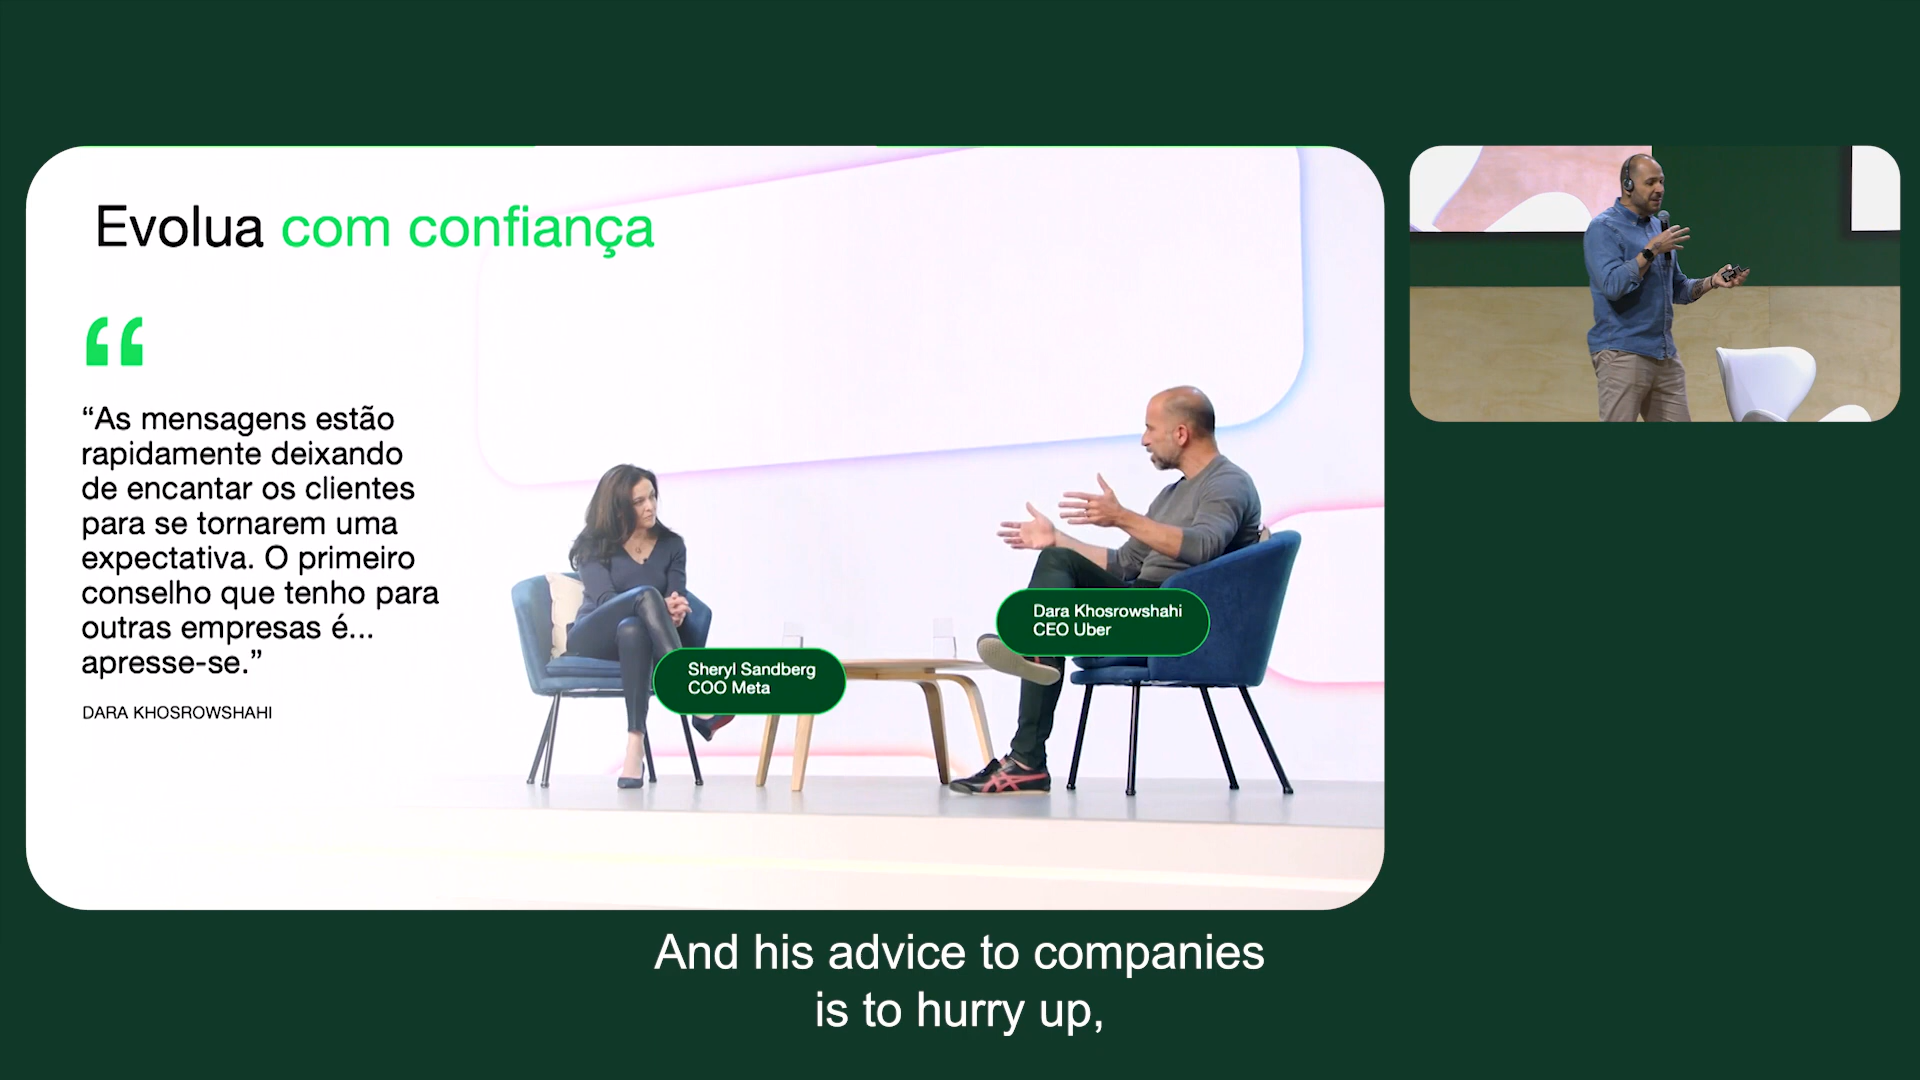 Evolua com confiança
“As mensagens estão
rapidamente deixando
de encantar os clientes
para se tornarem uma
expectativa. O primeiro
conselho que tenho para
outras empresas é...
apresse-se.”
DARA KHOSROWSHAHI
Sheryl Sandberg
COO Meta
Dara Khosrowshahi
CEO Uber
And his advice to companies
is to hurry up,